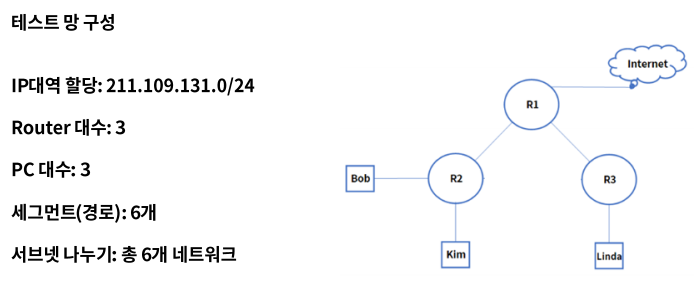 테스트 망 구성
IP대역 할당: 211.109.131.0/24
Router 대수: 3
PC 대수: 3
세그먼트(경로): 6개
서브넷 나누기: 총 6개 네트워크
Internet
R1
Bob
R2
R3
Kim
Linda